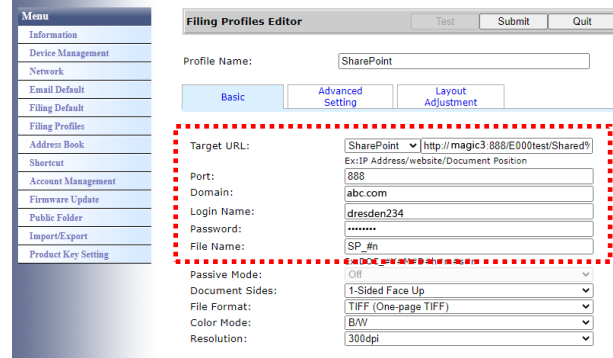 Menu
Information
Device Management
Network
Email Default
Filing Default
Filing Profiles
Address Book
Shortcut
Account Management
Firmware Update
Public Folder
Import/Export
Product Key Setting
Filing Profiles Editor Test Submit Quit
Profile Name: SharePoint
Basic Advanced Setting Layout Adjustment
Target URL: SharePoint http://magic3:888/E000test/Shared%
Ex:IP Address/website/Document Position
Port: 888
Domain: abc.com
Login Name: dresden234
Password: ••••••••
File Name: SP_#n
Passive Mode: Off
Document Sides: 1-Sided Face Up
File Format: TIFF (One-page TIFF)
Color Mode: B/W
Resolution: 300dpi